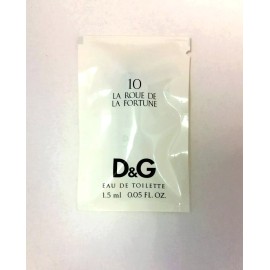 10
LA ROUE DE
LA FORTUNE
D&G
EAU DE TOILETTE
1.5 ml 0.05 FL. OZ.